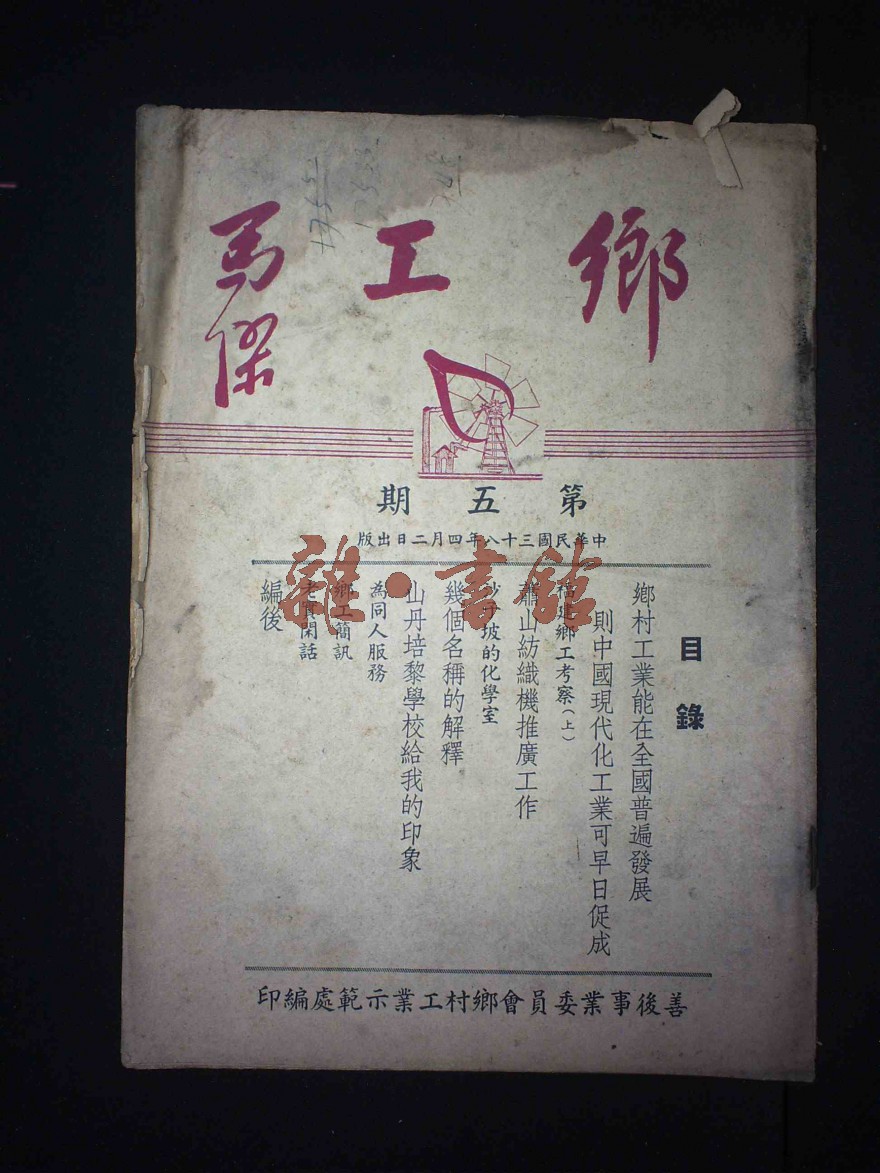 鄉工
馬傑
第五期
中華民國三十八年四月二日出版
目錄
鄉村工業能在全國普遍發展
則中國現代化工業可早日促成
福建鄉工考察(上)
蕭山紡織機推廣工作
沙子坡的化學室
幾個名稱的解釋
山丹培黎學校給我的印象
為同人服務
鄉工簡訊
老實閑話
編後
善後事業委員會鄉村工業示範處編印
雜·書館